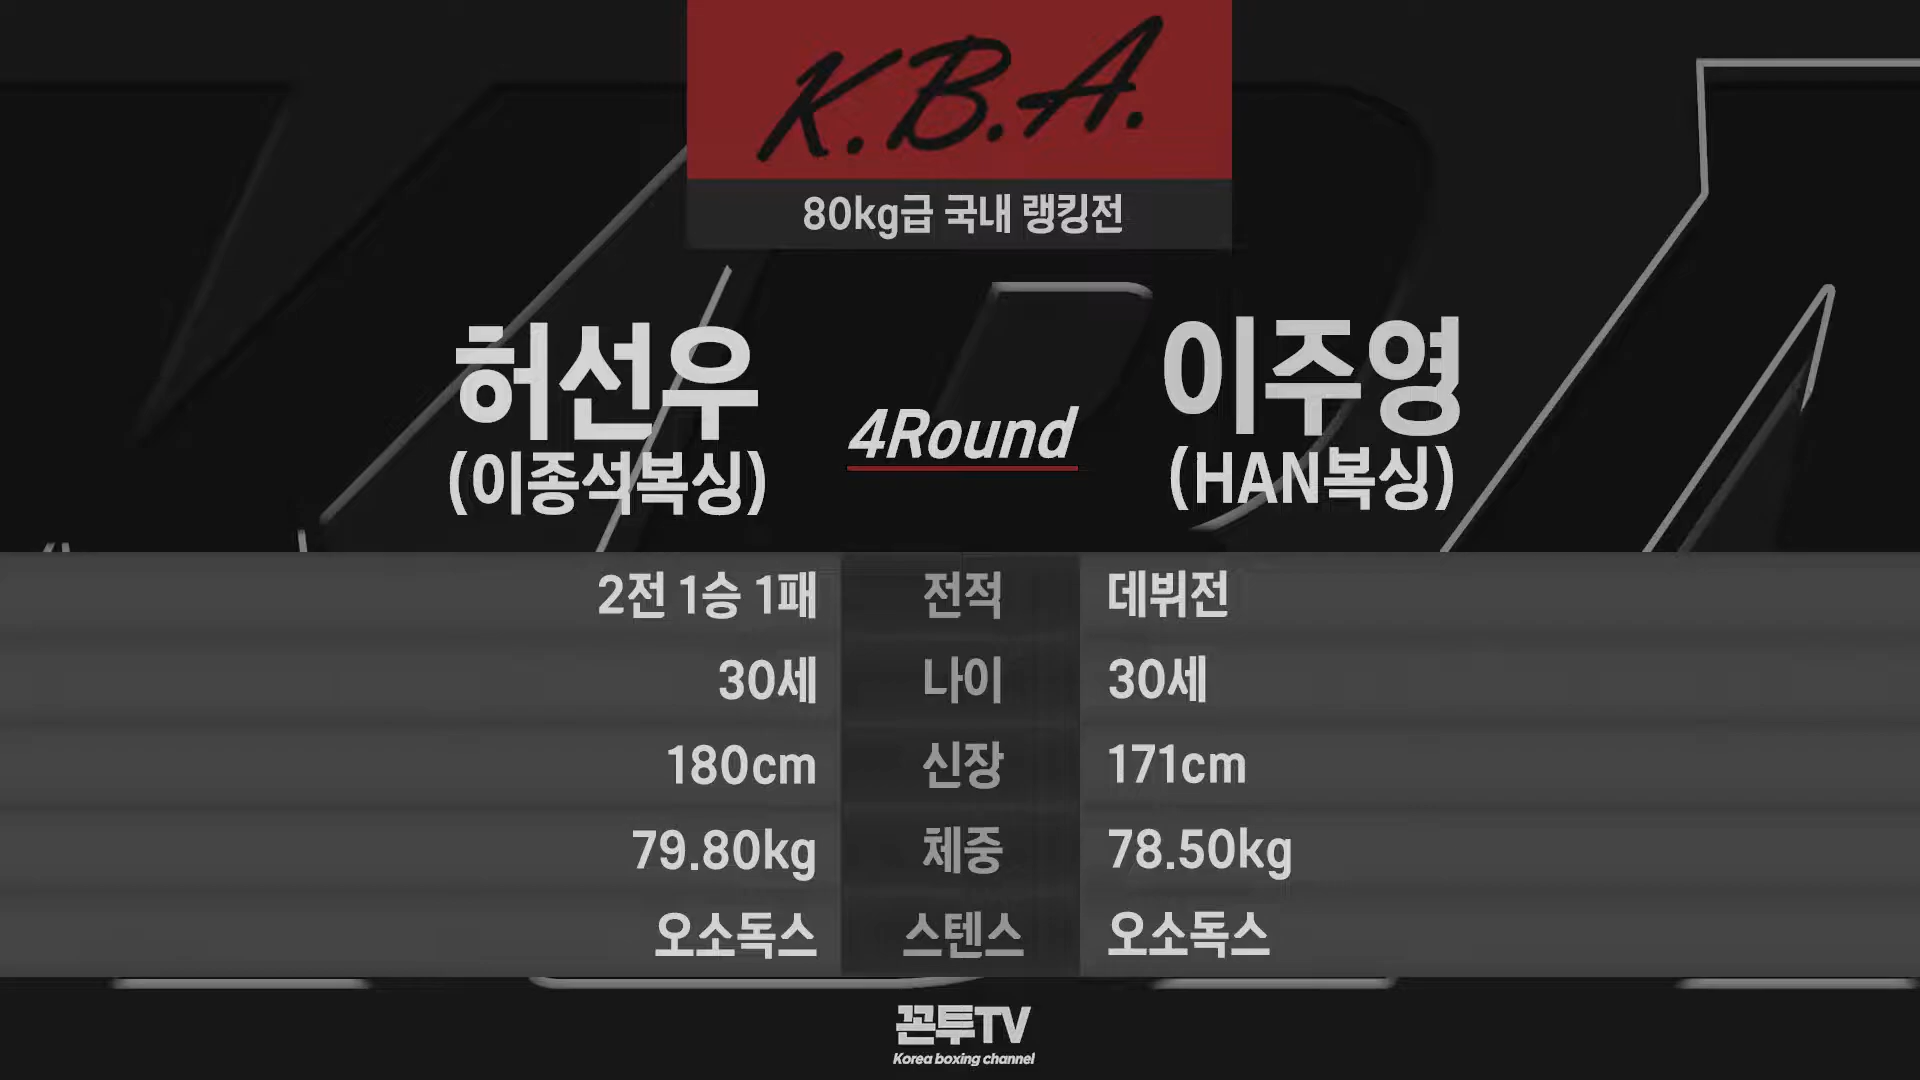 K.B.A.
80kg급 국내 랭킹전
허선우
(이종석복싱)
4Round
이주영
(HAN복싱)
2전 1승 1패 전적 데뷔전
30세 나이 30세
180cm 신장 171cm
79.80kg 체중 78.50kg
오소독스 스텐스 오소독스
꼰투TV
Korea boxing channel